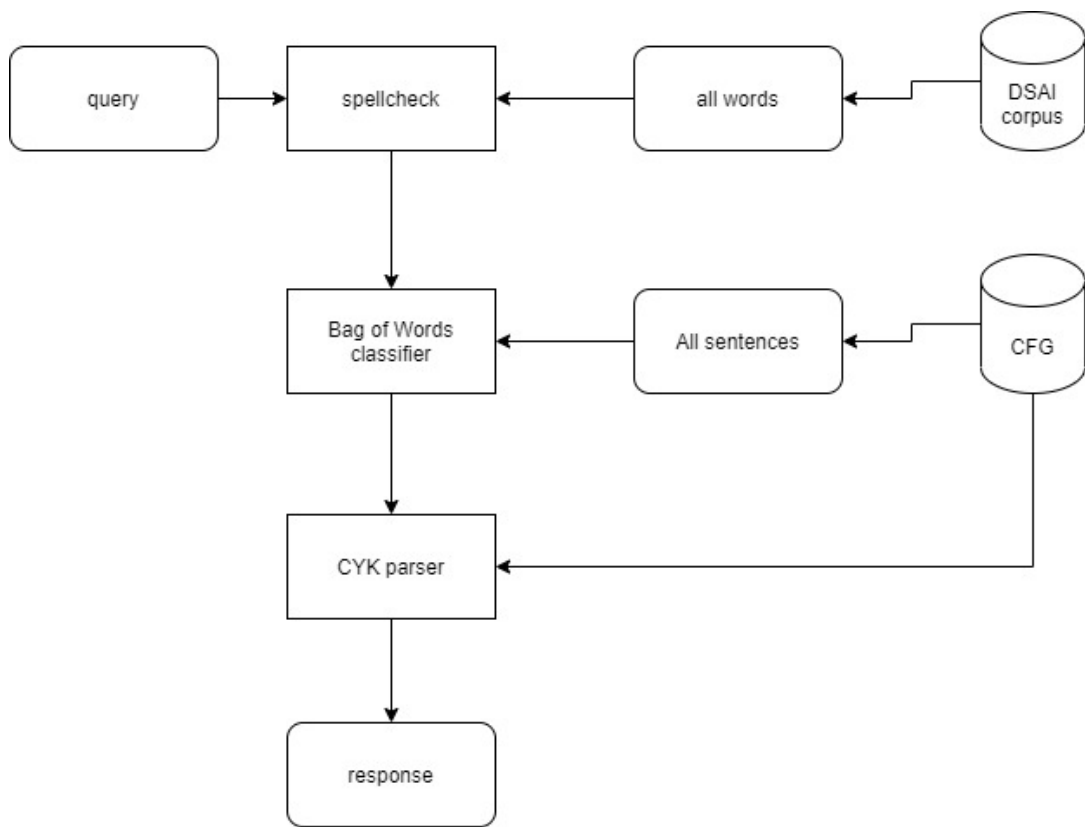 query
spellcheck
all words
DSAI
corpus
Bag of Words
classifier
All sentences
CFG
CYK parser
response